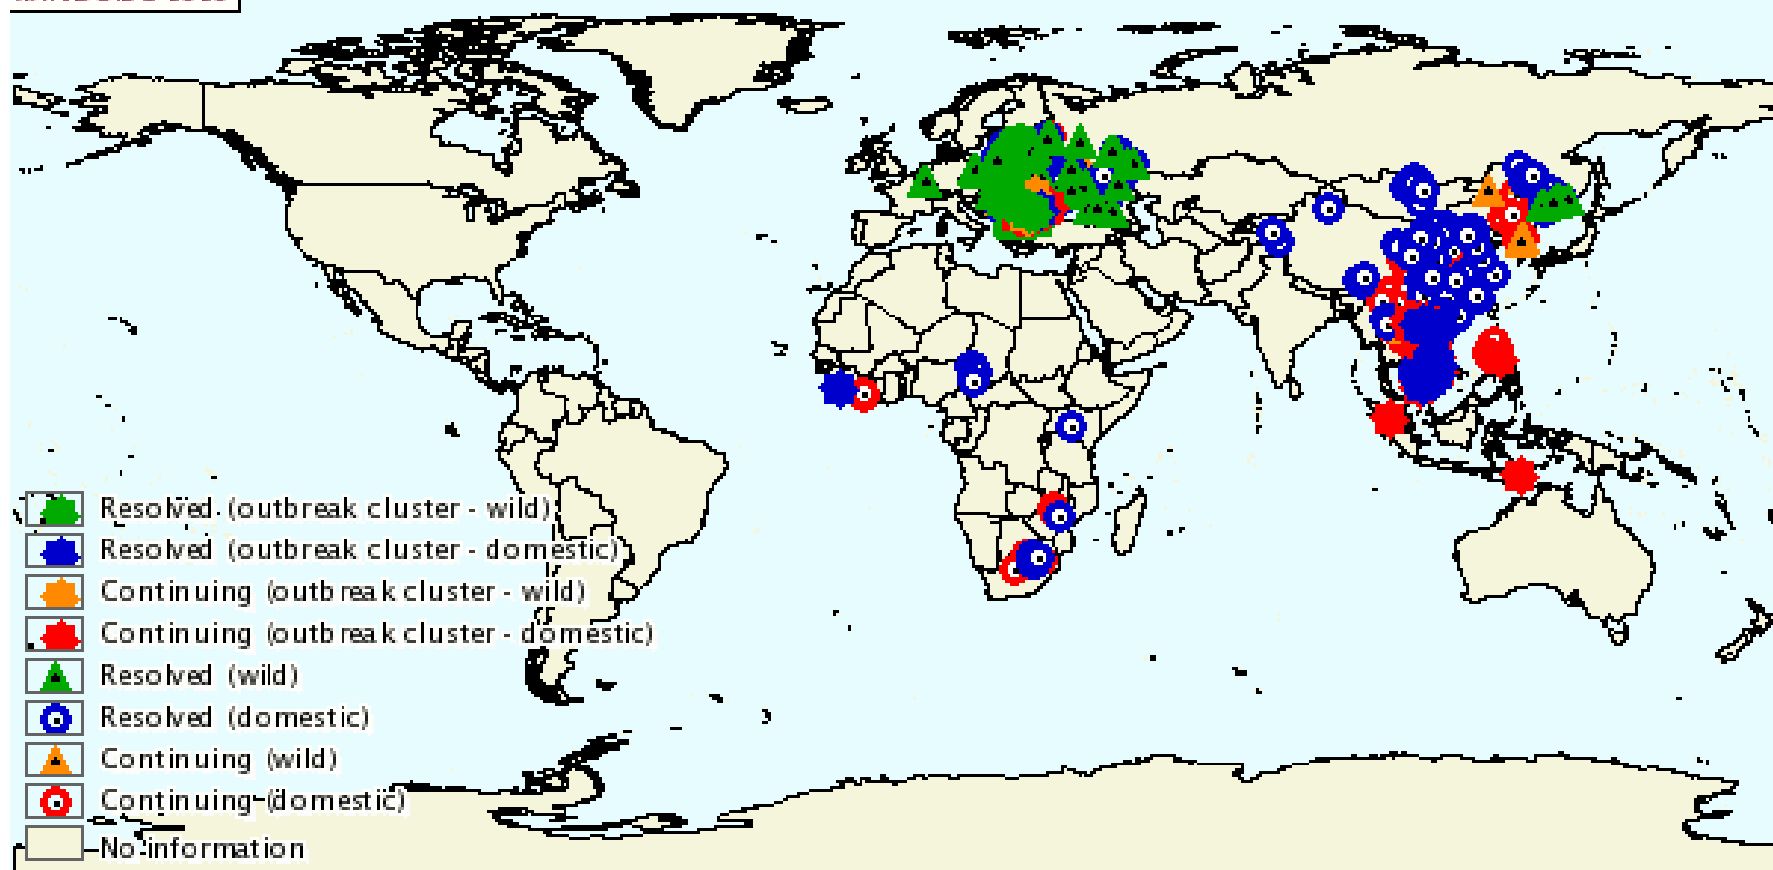 Resolved (outbreak cluster - wild)
Resolved (outbreak cluster - domestic)
Continuing (outbreak cluster - wild)
Continuing (outbreak cluster - domestic)
Resolved (wild)
Resolved (domestic)
Continuing (wild)
Continuing (domestic)
No information